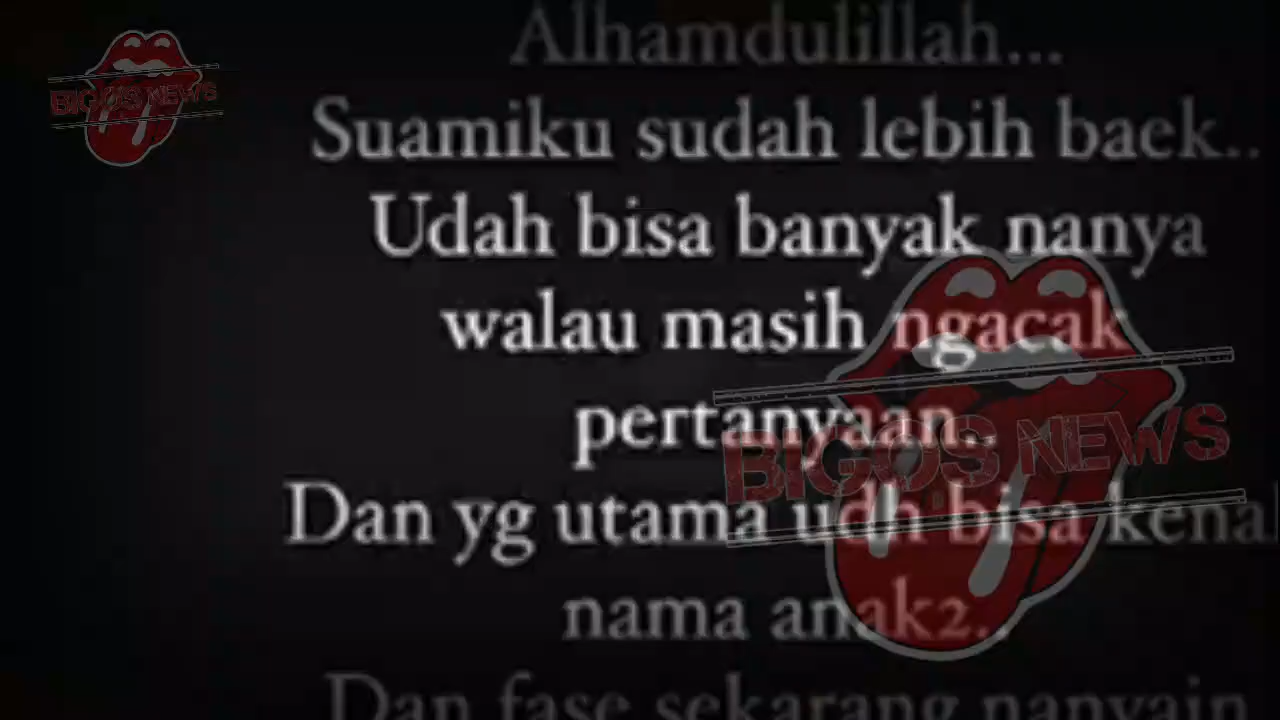 BIGOS NEWS
Alhamdulillah...
Suamiku sudah lebih baek..
Udah bisa banyak nanya
walau masih ngacak
pertanyaan..
BIGOS NEWS
Dan yg utama udh bisa kenal
nama anak2..
Dan fase sekarang nanyain